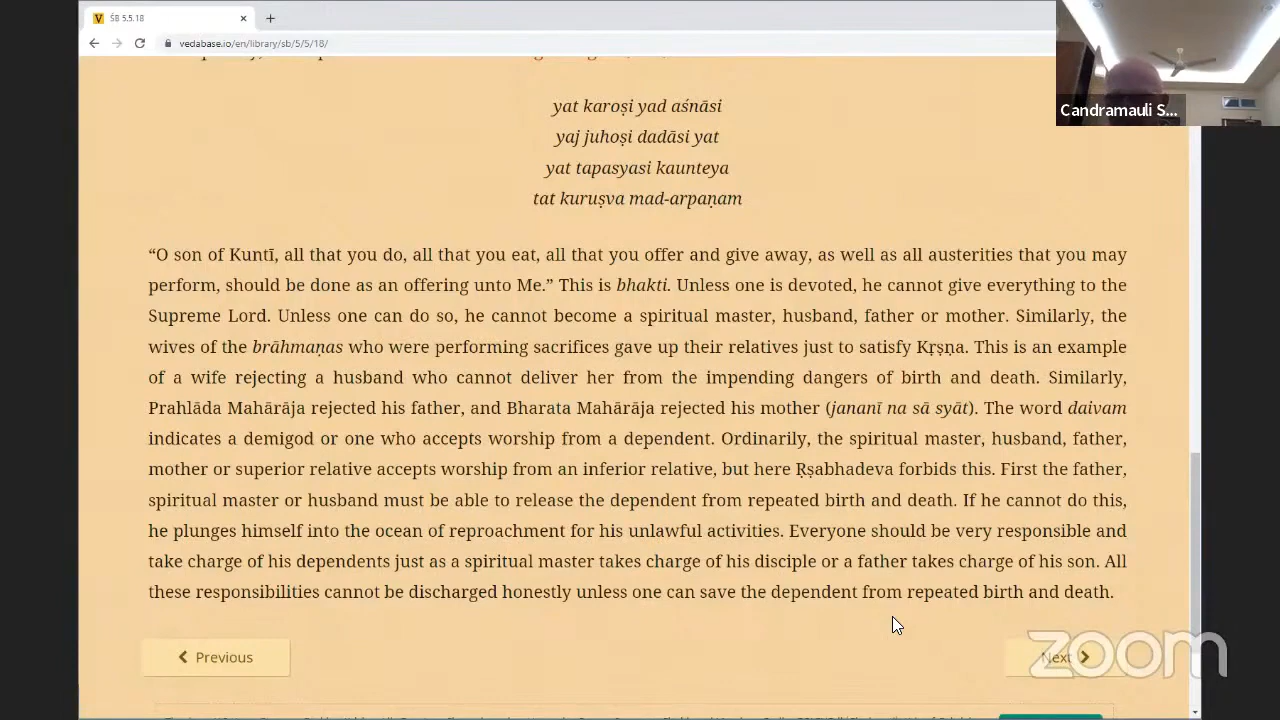 ŚB 5.5.18
vedabase.io/en/library/sb/5/5/18/
Candramauli S...
yat karoṣi yad aśnāsi
yaj juhoṣi dadāsi yat
yat tapasyasi kaunteya
tat kuruṣva mad-arpaṇam
“O son of Kuntī, all that you do, all that you eat, all that you offer and give away, as well as all austerities that you may
perform, should be done as an offering unto Me.” This is bhakti. Unless one is devoted, he cannot give everything to the
Supreme Lord. Unless one can do so, he cannot become a spiritual master, husband, father or mother. Similarly, the
wives of the brāhmaṇas who were performing sacrifices gave up their relatives just to satisfy Kṛṣṇa. This is an example
of a wife rejecting a husband who cannot deliver her from the impending dangers of birth and death. Similarly,
Prahlāda Mahārāja rejected his father, and Bharata Mahārāja rejected his mother (jananī na sā syāt). The word daivam
indicates a demigod or one who accepts worship from a dependent. Ordinarily, the spiritual master, husband, father,
mother or superior relative accepts worship from an inferior relative, but here Ṛṣabhadeva forbids this. First the father,
spiritual master or husband must be able to release the dependent from repeated birth and death. If he cannot do this,
he plunges himself into the ocean of reproachment for his unlawful activities. Everyone should be very responsible and
take charge of his dependents just as a spiritual master takes charge of his disciple or a father takes charge of his son. All
these responsibilities cannot be discharged honestly unless one can save the dependent from repeated birth and death.
Previous
Next
zoom